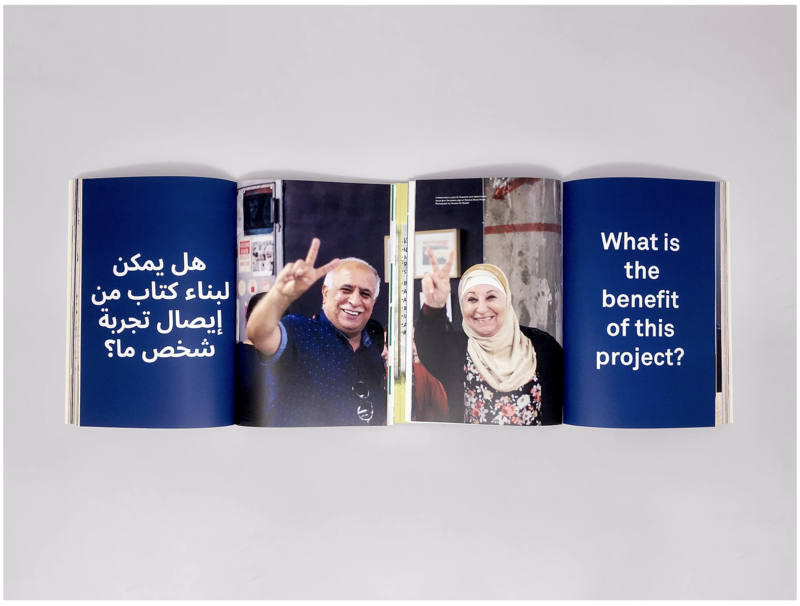 هل يمكن
لبناء كتاب من
إيصال تجربة
شخص ما؟
What is
the
benefit
of this
project?